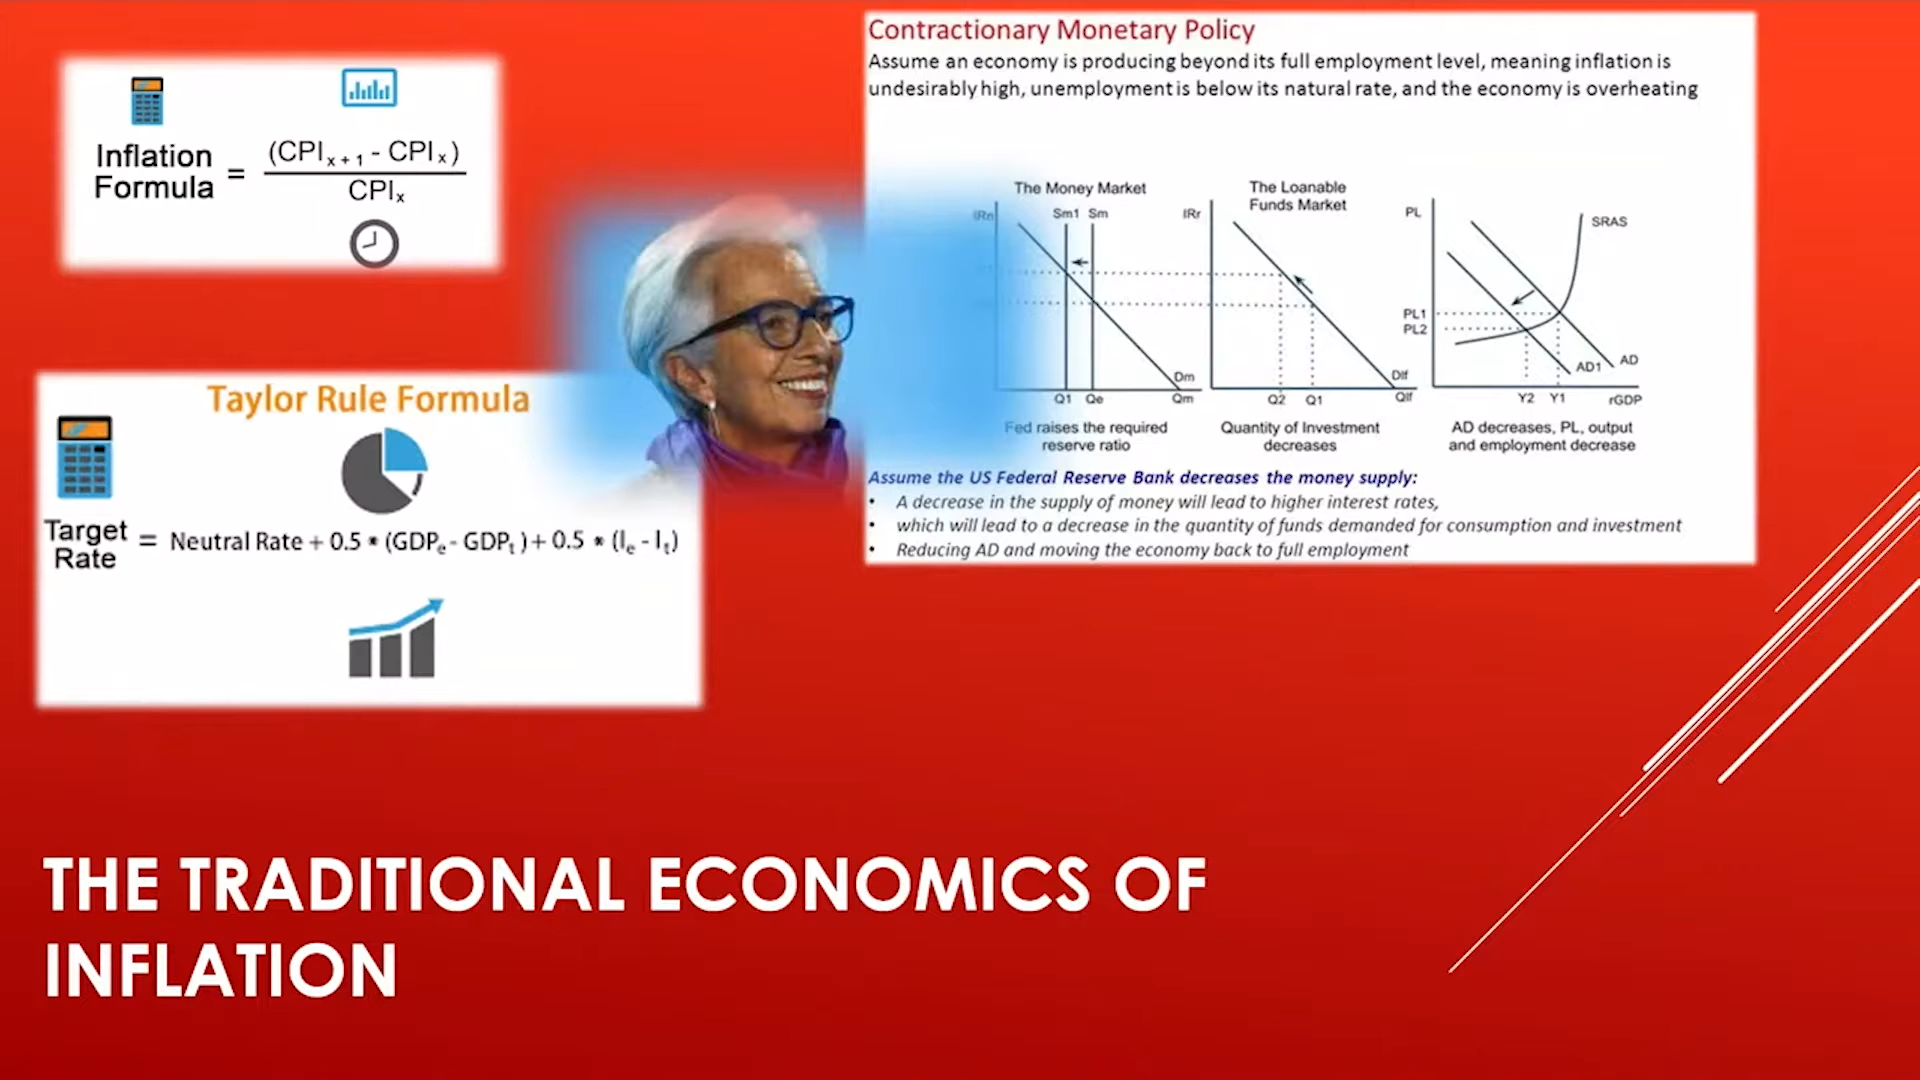 Inflation
Formula
=
(CPI x + 1 - CPI x )
CPI x
Taylor Rule Formula
Target
Rate
= Neutral Rate + 0.5 * (GDPe - GDPt ) + 0.5 * (Ie - It)
Contractionary Monetary Policy
Assume an economy is producing beyond its full employment level, meaning inflation is
undesirably high, unemployment is below its natural rate, and the economy is overheating
The Money Market
IRn
Sm1 Sm
Dm
Q1 Qe Qm
Fed raises the required
reserve ratio
The Loanable
Funds Market
IRr
Dlf
Q2 Q1 Qlf
Quantity of Investment
decreases
PL
SRAS
PL1
PL2
AD
AD1
Y2 Y1 rGDP
AD decreases, PL, output
and employment decrease
Assume the US Federal Reserve Bank decreases the money supply:
• A decrease in the supply of money will lead to higher interest rates,
• which will lead to a decrease in the quantity of funds demanded for consumption and investment
• Reducing AD and moving the economy back to full employment
THE TRADITIONAL ECONOMICS OF
INFLATION